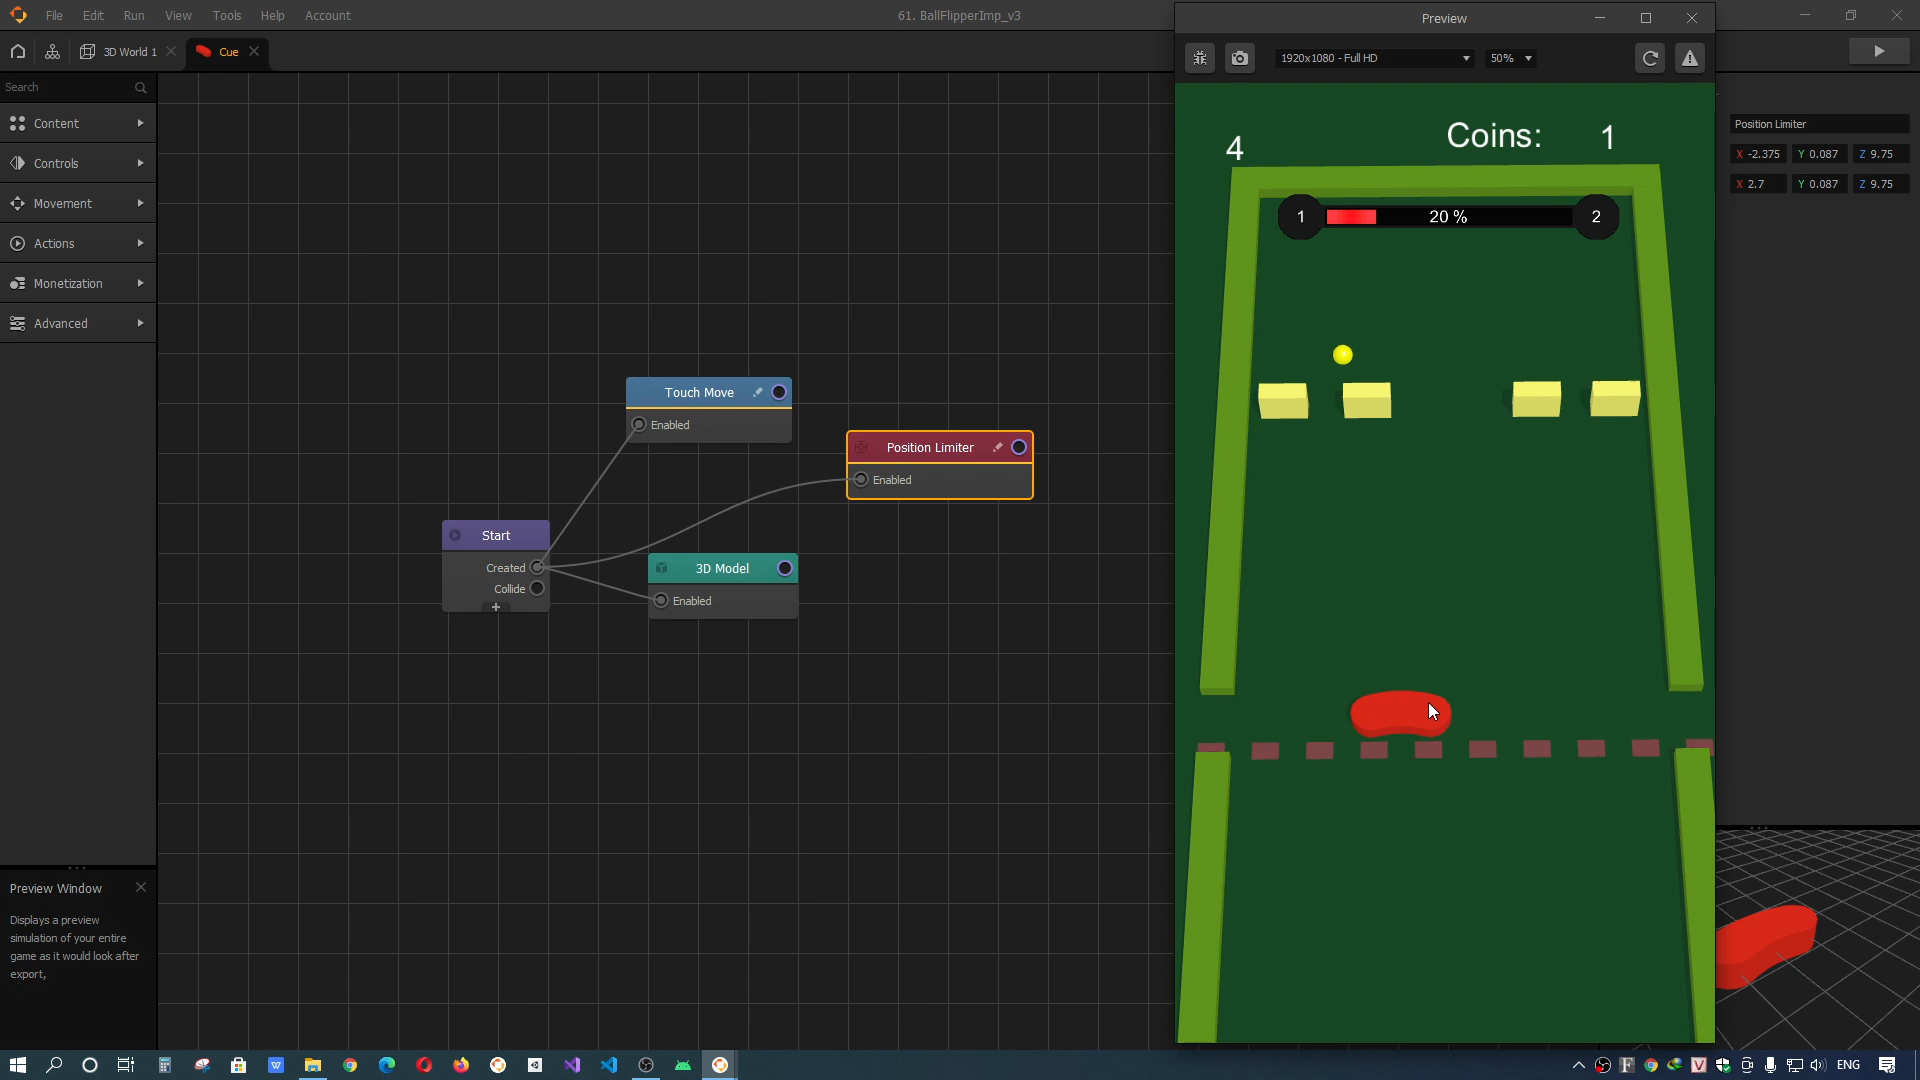 File Edit Run View Tools Help Account
61. BallFlipperImp_v3
3D World 1
Cue
Search
Content
Controls
Movement
Actions
Monetization
Advanced
Touch Move
Enabled
Position Limiter
Enabled
Start
Created
Collide
3D Model
Enabled
Preview Window
Displays a preview
simulation of your entire
game as it would look after
export,
Preview
1920x1080 - Full HD
50%
4
Coins: 1
1
20 %
2
Position Limiter
X -2.375 Y 0.087 Z 9.75
X 2.7 Y 0.087 Z 9.75
ENG